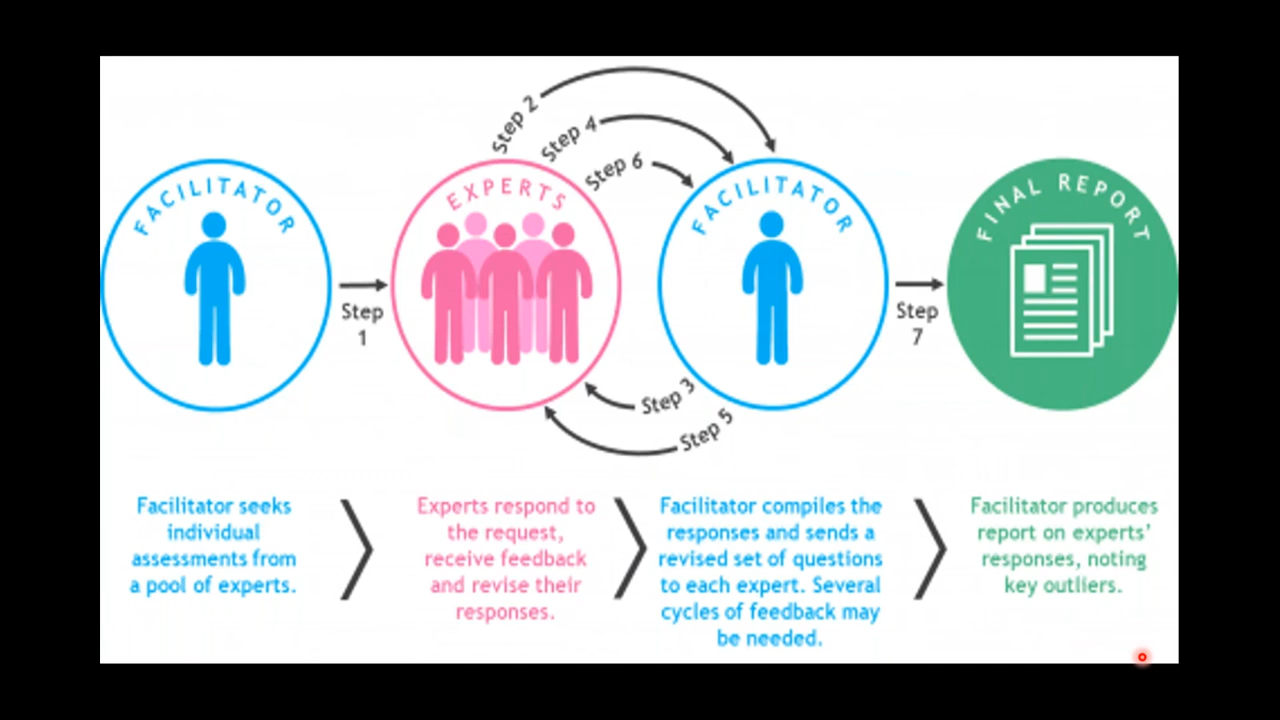 Step 2
Step 4
Step 6
FACILITATOR
EXPERTS
FACILITATOR
FINAL REPORT
Step
1
Step
7
Step 3
Step 5
Facilitator seeks
individual
assessments from
a pool of experts.
Experts respond to
the request,
receive feedback
and revise their
responses.
Facilitator compiles the
responses and sends a
revised set of questions
to each expert. Several
cycles of feedback may
be needed.
Facilitator produces
report on experts’
responses, noting
key outliers.